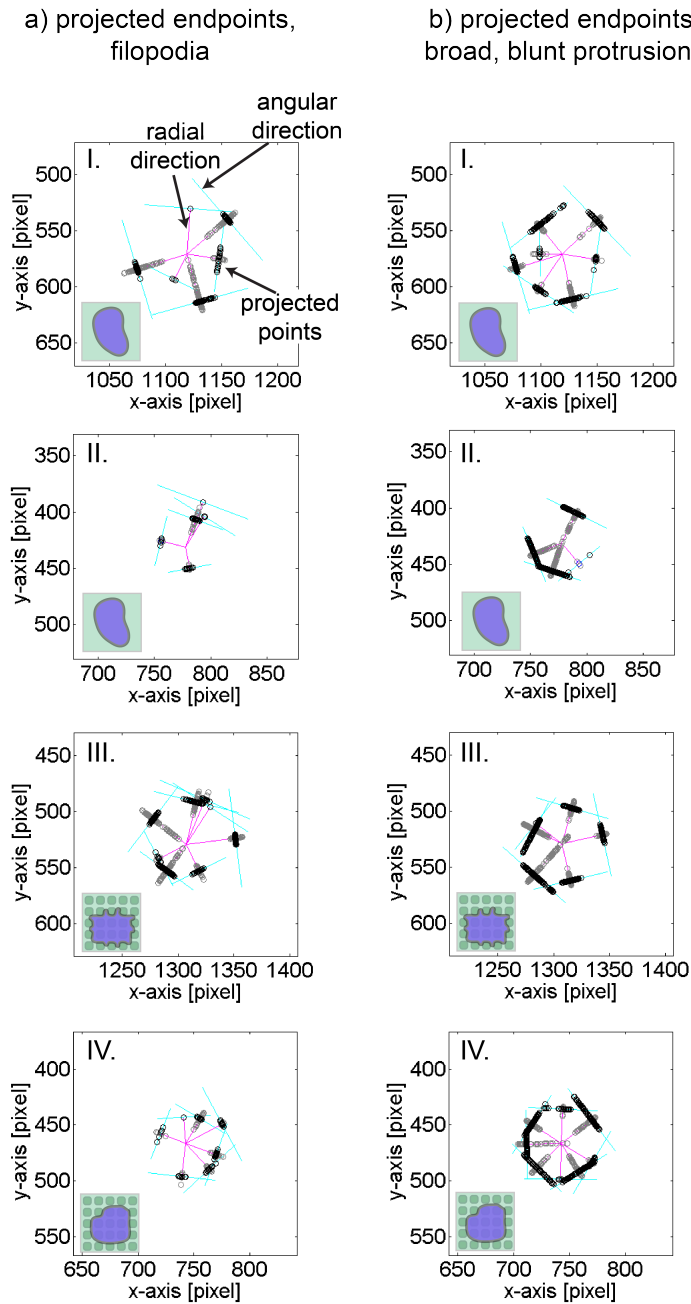 a) projected endpoints,
filopodia
b) projected endpoints
broad, blunt protrusion
I.
radial
direction
angular
direction
projected
points
500
550
600
650
y-axis [pixel]
1050 1100 1150 1200
x-axis [pixel]
I.
500
550
600
650
y-axis [pixel]
1050 1100 1150 1200
x-axis [pixel]
II.
350
400
450
500
y-axis [pixel]
700 750 800 850
x-axis [pixel]
II.
350
400
450
500
y-axis [pixel]
700 750 800 850
x-axis [pixel]
III.
450
500
550
600
y-axis [pixel]
1250 1300 1350 1400
x-axis [pixel]
III.
450
500
550
600
y-axis [pixel]
1250 1300 1350 1400
x-axis [pixel]
IV.
400
450
500
550
y-axis [pixel]
650 700 750 800
x-axis [pixel]
IV.
400
450
500
550
y-axis [pixel]
650 700 750 800
x-axis [pixel]